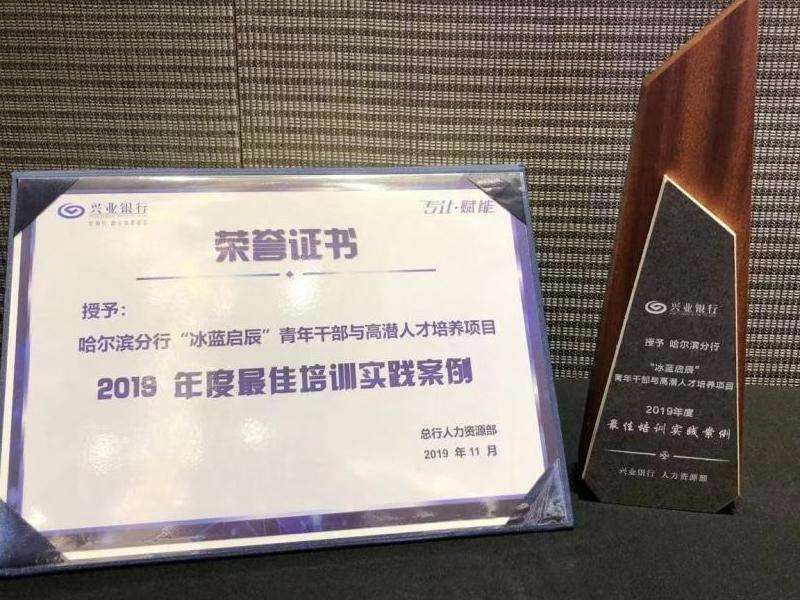 兴业银行
专注·赋能
荣誉证书
授予：
哈尔滨分行“冰蓝启辰”青年干部与高潜人才培养项目
2019 年度最佳培训实践案例
总行人力资源部
2019 年 11 月
兴业银行
授予 哈尔滨分行
“冰蓝启辰”
青年干部与高潜人才培养项目
2019年度
最佳培训实践案例
兴业银行 人力资源部